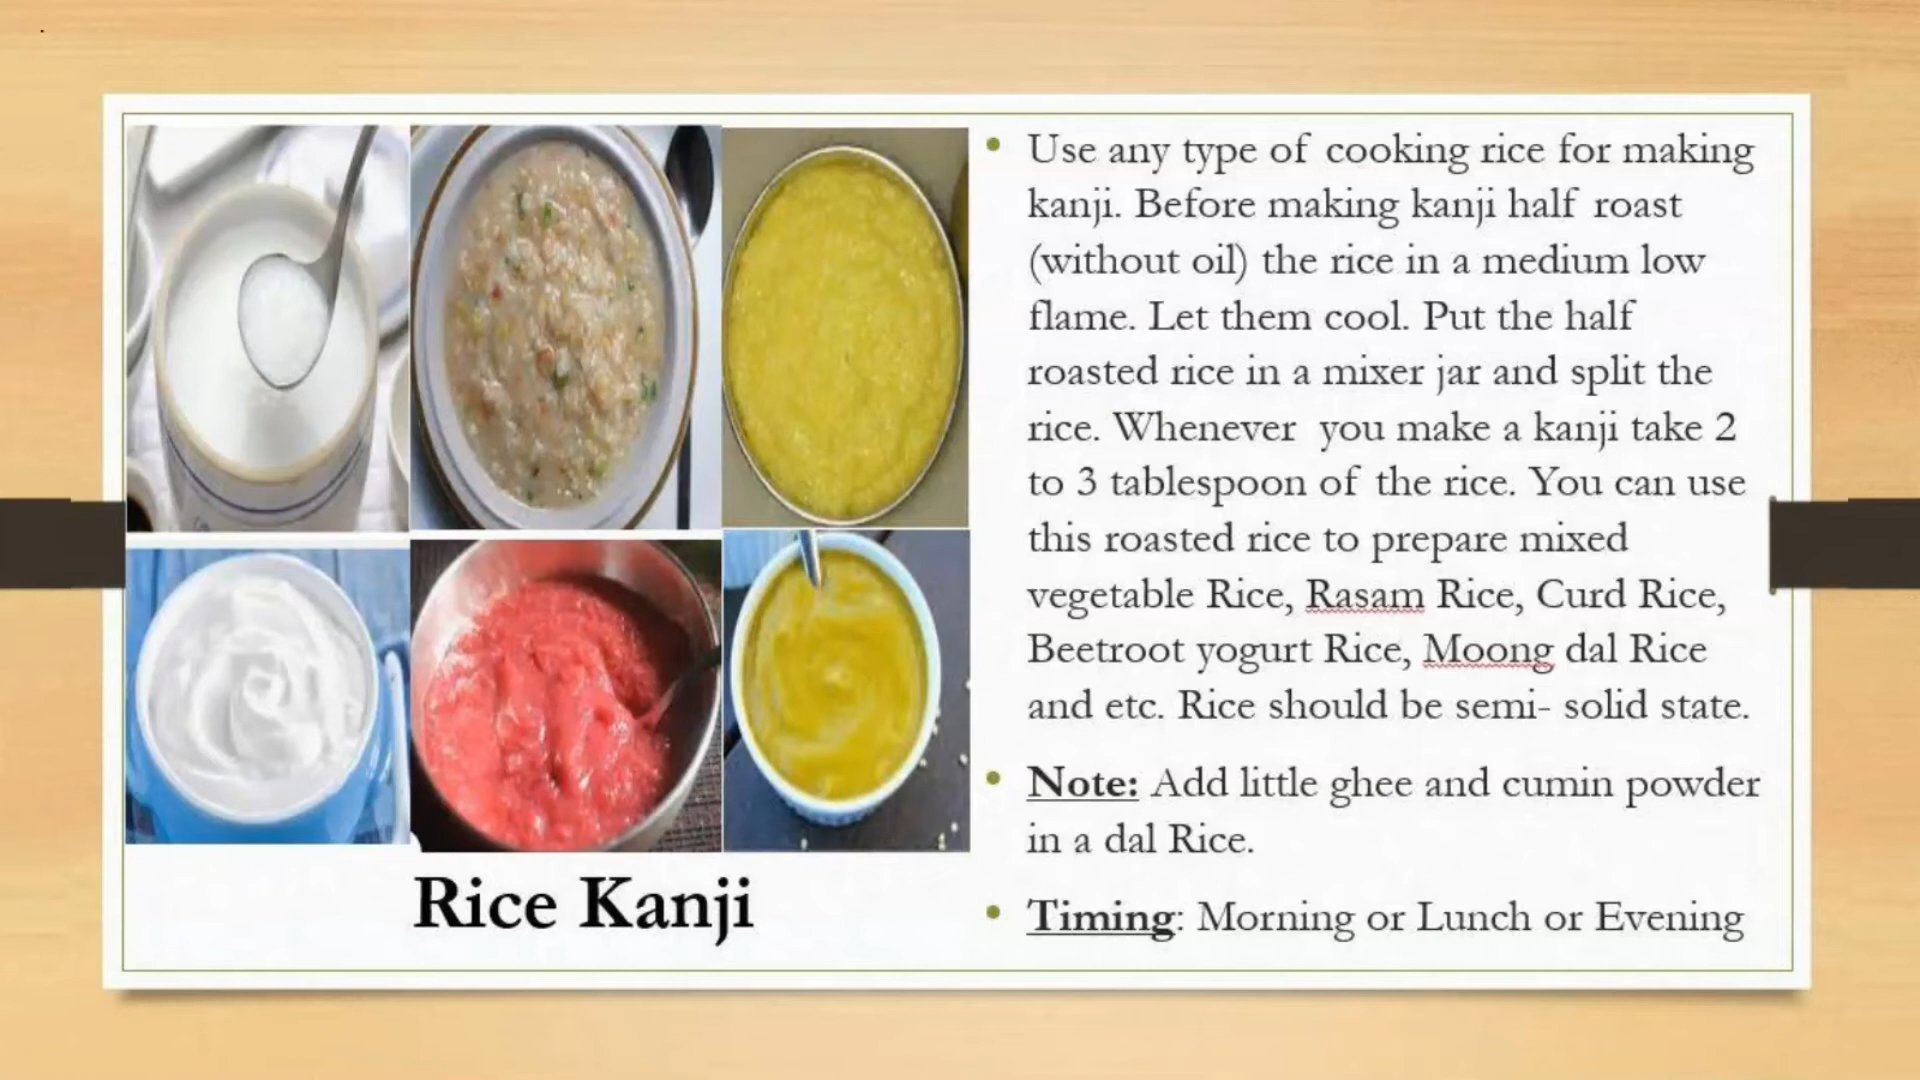 Use any type of cooking rice for making
kanji. Before making kanji half roast
(without oil) the rice in a medium low
flame. Let them cool. Put the half
roasted rice in a mixer jar and split the
rice. Whenever you make a kanji take 2
to 3 tablespoon of the rice. You can use
this roasted rice to prepare mixed
vegetable Rice, Rasam Rice, Curd Rice,
Beetroot yogurt Rice, Moong dal Rice
and etc. Rice should be semi- solid state.
Note: Add little ghee and cumin powder
in a dal Rice.
Timing: Morning or Lunch or Evening
Rice Kanji